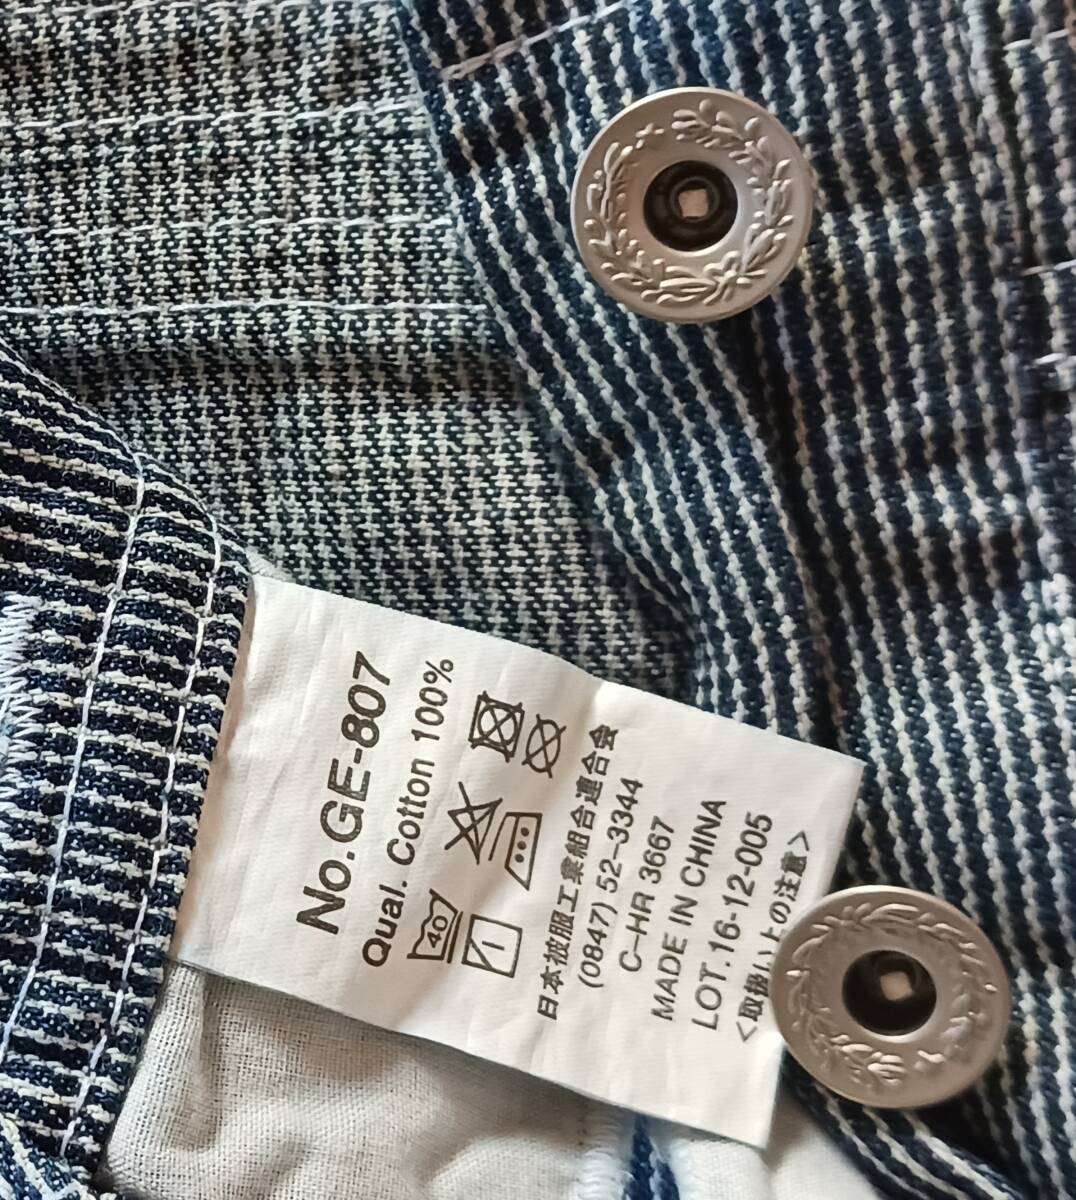 No.GE-807
Qual. Cotton 100%
40
日本被服工業組合連合会
(0847) 52-3344
C-HR 3667
MADE IN CHINA
LOT.16-12-005
<取扱い上の注意>